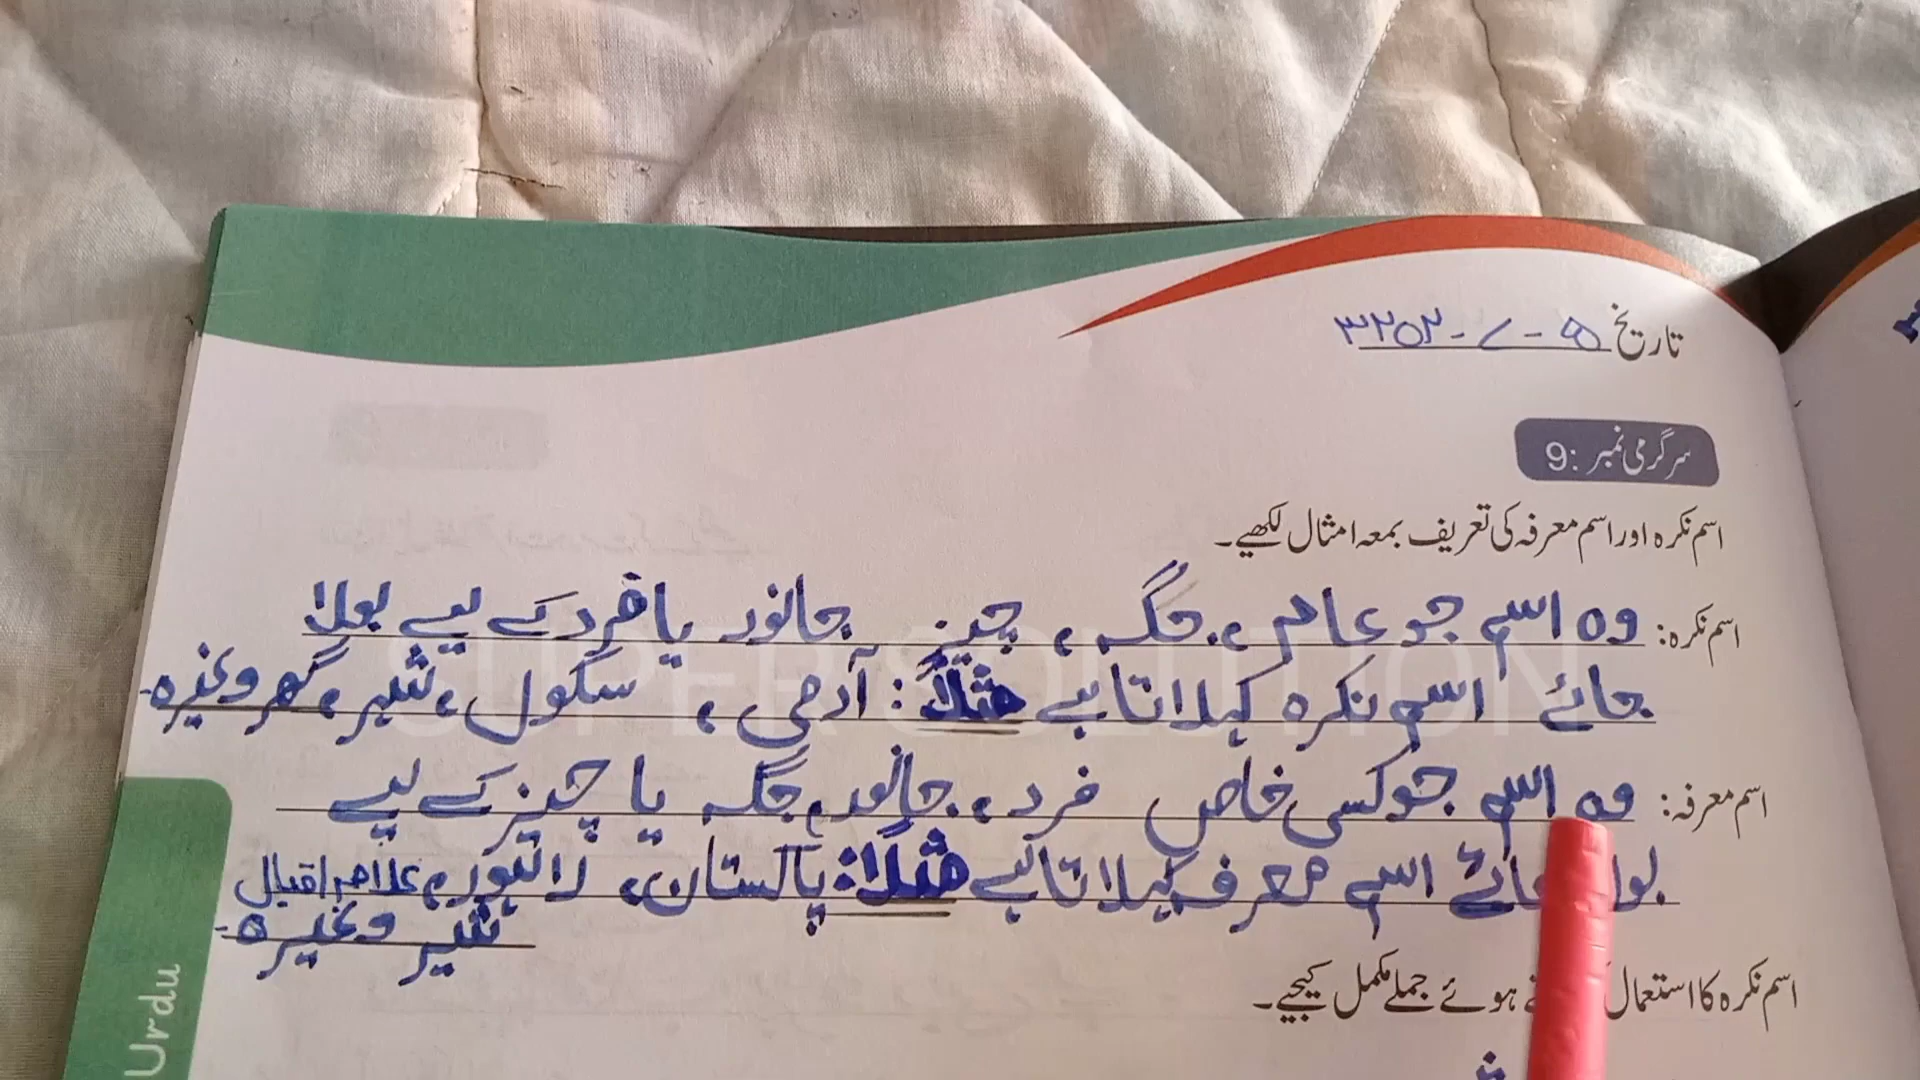 تاریخ ۵-۷-۲۰۲۳
سرگرمی نمبر :9
اسم نکرہ اور اسم معرفہ کی تعریف بمعہ امثال لکھیے۔
اسم نکرہ: وہ اسم جو عام، جگہ، چیز جانور یا فرد کے لیے بولا
جائے اسم نکرہ کہلاتا ہے مثلاً: آدمی، سکول، شیر، گھر وغیرہ۔
اسم معرفہ: وہ اسم جو کسی خاص فرد، جانور، جگہ یا چیز کے لیے
بولا جائے اسم معرفہ کہلاتا ہے مثلاً: پاکستان، لاہور، علامہ اقبال
شیر وغیرہ۔
اسم نکرہ کا استعمال ہوئے جملے مکمل کیجیے۔
SUPER SOLUTION
Urdu